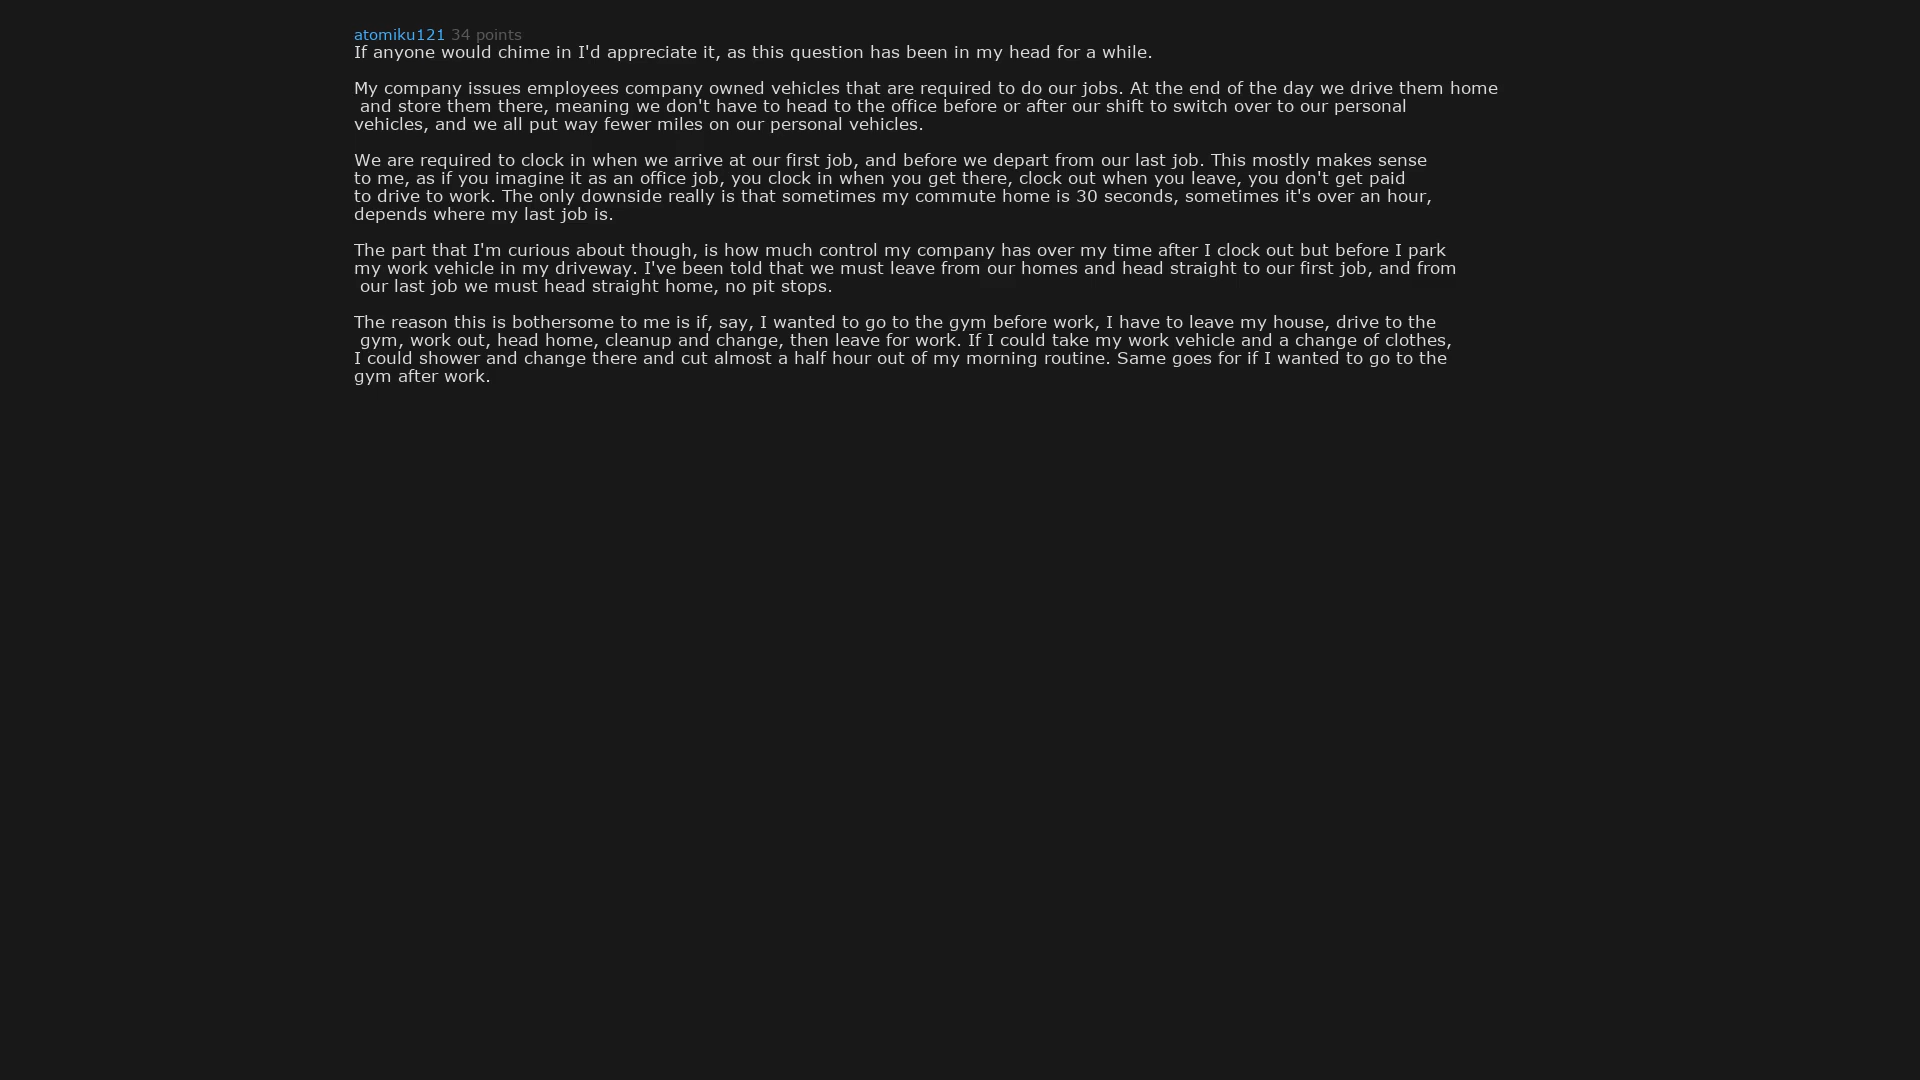 atomiku121 34 points
If anyone would chime in I'd appreciate it, as this question has been in my head for a while.
My company issues employees company owned vehicles that are required to do our jobs. At the end of the day we drive them home
and store them there, meaning we don't have to head to the office before or after our shift to switch over to our personal
vehicles, and we all put way fewer miles on our personal vehicles.
We are required to clock in when we arrive at our first job, and before we depart from our last job. This mostly makes sense
to me, as if you imagine it as an office job, you clock in when you get there, clock out when you leave, you don't get paid
to drive to work. The only downside really is that sometimes my commute home is 30 seconds, sometimes it's over an hour,
depends where my last job is.
The part that I'm curious about though, is how much control my company has over my time after I clock out but before I park
my work vehicle in my driveway. I've been told that we must leave from our homes and head straight to our first job, and from
our last job we must head straight home, no pit stops.
The reason this is bothersome to me is if, say, I wanted to go to the gym before work, I have to leave my house, drive to the
gym, work out, head home, cleanup and change, then leave for work. If I could take my work vehicle and a change of clothes,
I could shower and change there and cut almost a half hour out of my morning routine. Same goes for if I wanted to go to the
gym after work.